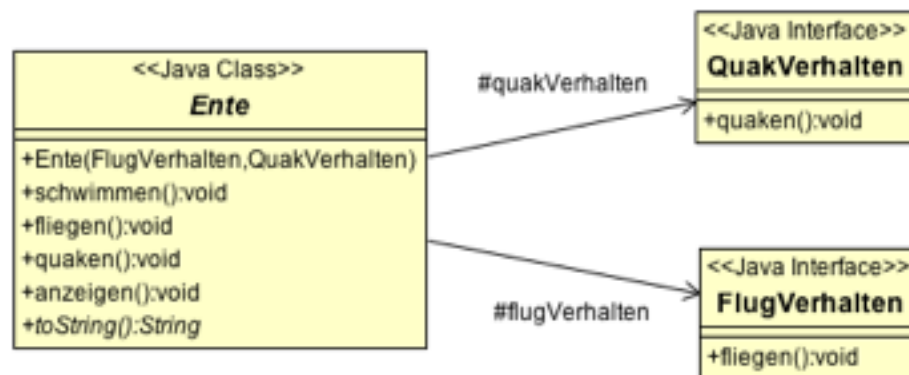 <<Java Class>>
Ente
+Ente(FlugVerhalten,QuakVerhalten)
+schwimmen():void
+fliegen():void
+quaken():void
+anzeigen():void
+toString():String
#quakVerhalten
<<Java Interface>>
QuakVerhalten
+quaken():void
#flugVerhalten
<<Java Interface>>
FlugVerhalten
+fliegen():void